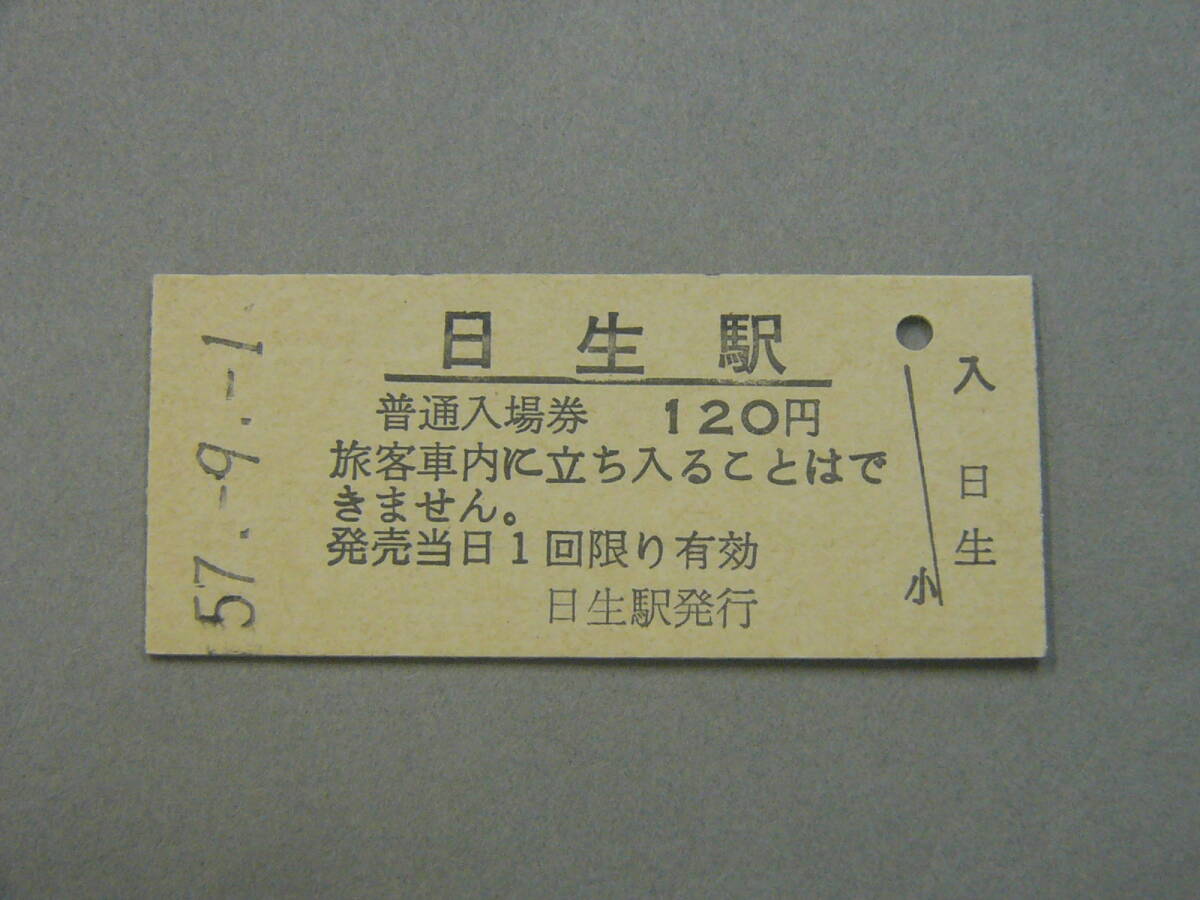 日生駅
普通入場券 120円
旅客車内に立ち入ることはで
きません。
発売当日1回限り有効
日生駅発行
57.-9.-1
入
日生
小